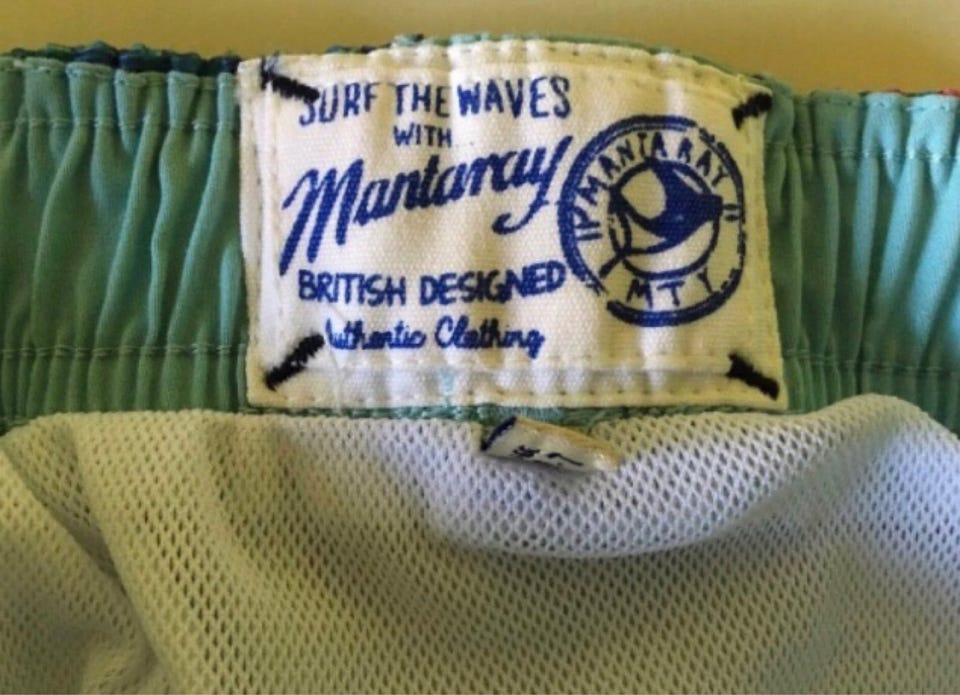 SURF THE WAVES
WITH
Mantaray
BRITISH DESIGNED
Authentic Clothing
MANTA RAY
MTY